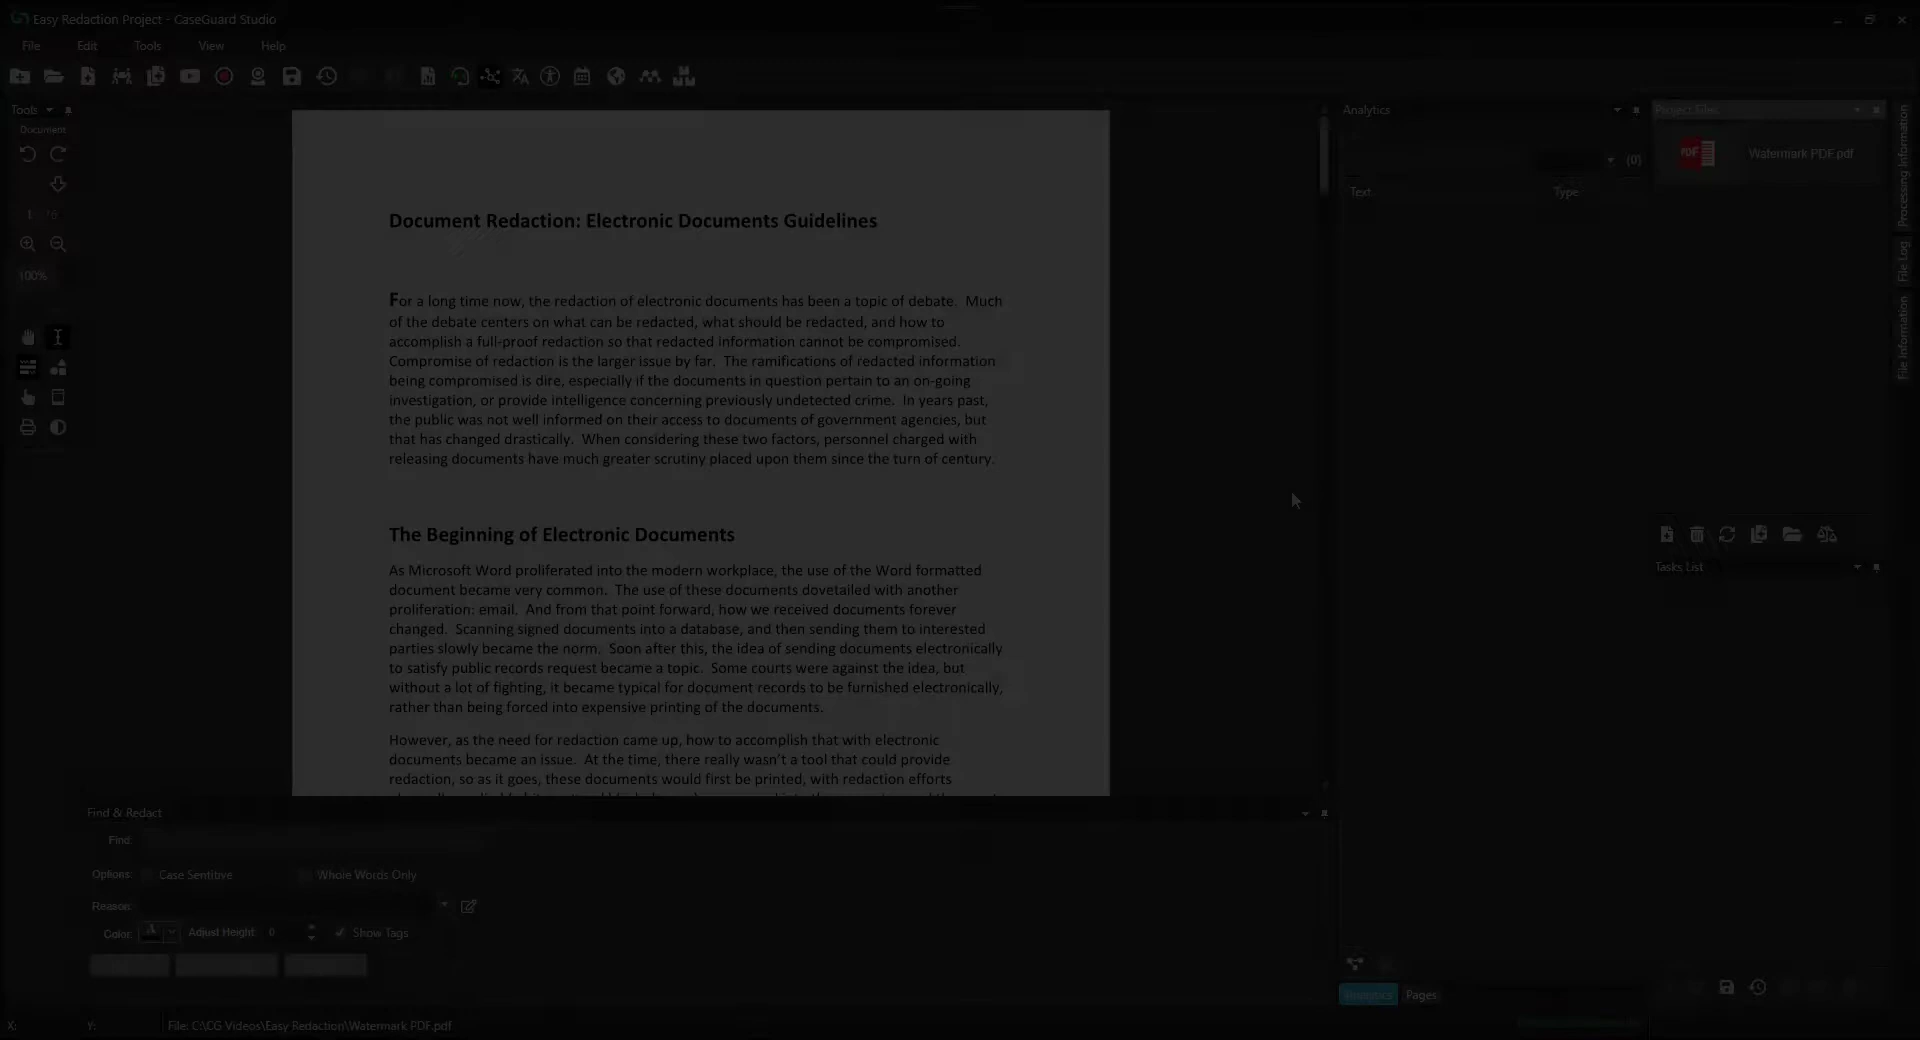 Easy Redaction Project - CaseGuard Studio
File Edit Tools View Help
Tools
Document
1 / 6
100%
Document Redaction: Electronic Documents Guidelines
For a long time now, the redaction of electronic documents has been a topic of debate. Much
of the debate centers on what can be redacted, what should be redacted, and how to
accomplish a full-proof redaction so that redacted information cannot be compromised.
Compromise of redaction is the larger issue by far. The ramifications of redacted information
being compromised is dire, especially if the documents in question pertain to an on-going
investigation, or provide intelligence concerning previously undetected crime. In years past,
the public was not well informed on their access to documents of government agencies, but
that has changed drastically. When considering these two factors, personnel charged with
releasing documents have much greater scrutiny placed upon them since the turn of century.
The Beginning of Electronic Documents
As Microsoft Word proliferated into the modern workplace, the use of the Word formatted
document became very common. The use of these documents dovetailed with another
proliferation: email. And from that point forward, how we received documents forever
changed. Scanning signed documents into a database, and then sending them to interested
parties slowly became the norm. Soon after this, the idea of sending documents electronically
to satisfy public records request became a topic. Some courts were against the idea, but
without a lot of fighting, it became typical for document records to be furnished electronically,
rather than being forced into expensive printing of the documents.
However, as the need for redaction came up, how to accomplish that with electronic
documents became an issue. At the time, there really wasn't a tool that could provide
redaction, so as it goes, these documents would first be printed, with redaction efforts
Analytics
(0)
Text Type
Project Files
PDF
Watermark PDF.pdf
Processing Information
File Log
File Information
Tasks List
Find & Redact
Find:
Options: Case Sentitive Whole Words Only
Reason:
Color: A Adjust Height: 0 Show Tags
Analytics Pages
X: Y: File: C:\CG Videos\Easy Redaction\Watermark PDF.pdf